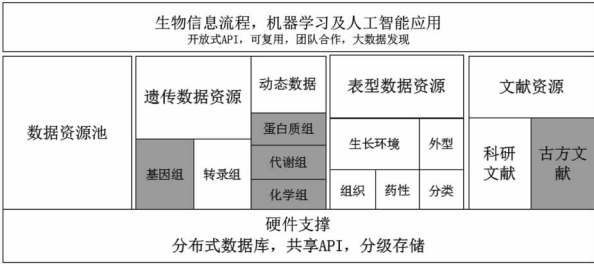 生物信息流程，机器学习及人工智能应用
开放式API，可复用，团队合作，大数据发现
数据资源池
遗传数据资源
基因组
转录组
动态数据
蛋白质组
代谢组
化学组
表型数据资源
生长环境
外型
组织
药性
分类
文献资源
科研
文献
古方文
献
硬件支撑
分布式数据库，共享API，分级存储